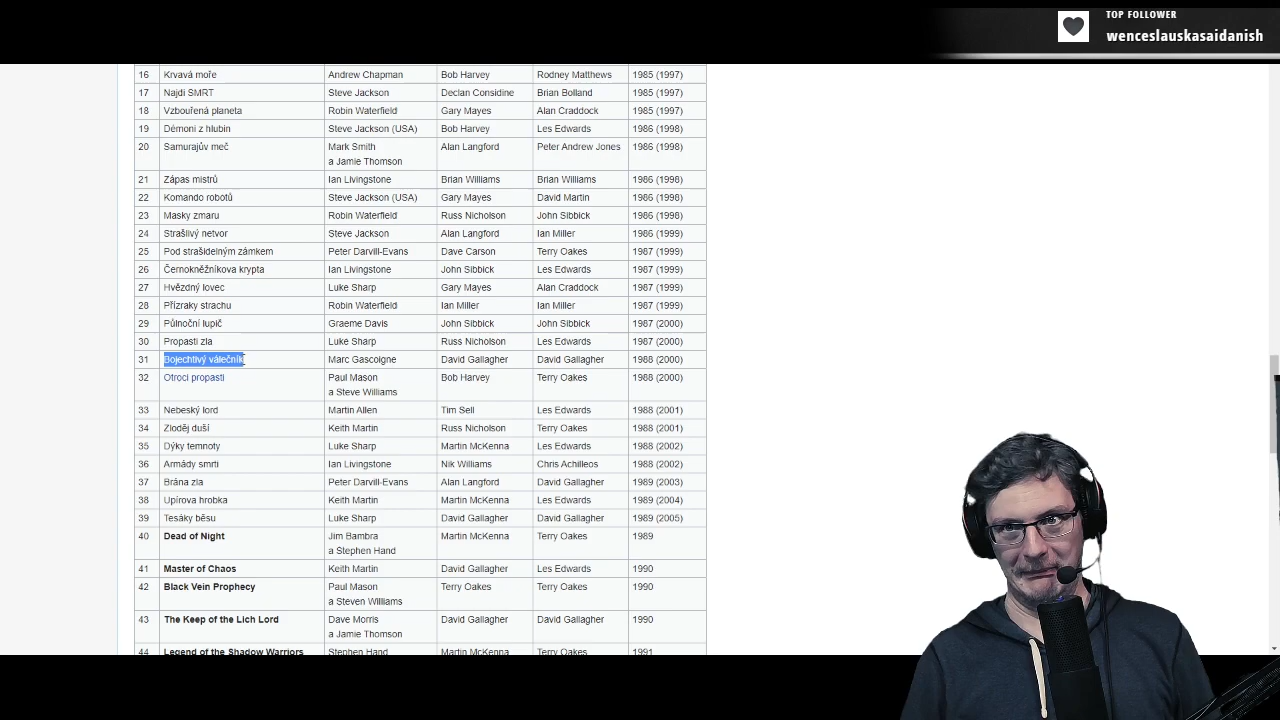 TOP FOLLOWER
wenceslauskasaidanish
16 Krvavá moře Andrew Chapman Bob Harvey Rodney Matthews 1985 (1997)
17 Najdi SMRT Steve Jackson Declan Considine Brian Bolland 1985 (1997)
18 Vzbouřená planeta Robin Waterfield Gary Mayes Alan Craddock 1985 (1997)
19 Démoni z hlubin Steve Jackson (USA) Bob Harvey Les Edwards 1986 (1998)
20 Samurajův meč Mark Smith Alan Langford Peter Andrew Jones 1986 (1998)
a Jamie Thomson
21 Zápas mistrů Ian Livingstone Brian Williams Brian Williams 1986 (1998)
22 Komando robotů Steve Jackson (USA) Gary Mayes David Martin 1986 (1998)
23 Masky zmaru Robin Waterfield Russ Nicholson John Sibbick 1986 (1998)
24 Strašlivý netvor Steve Jackson Alan Langford Ian Miller 1986 (1999)
25 Pod strašidelným zámkem Peter Darvill-Evans Dave Carson Terry Oakes 1987 (1999)
26 Černokněžníkova krypta Ian Livingstone John Sibbick Les Edwards 1987 (1999)
27 Hvězdný lovec Luke Sharp Gary Mayes Alan Craddock 1987 (1999)
28 Přízraky strachu Robin Waterfield Ian Miller Ian Miller 1987 (1999)
29 Půlnoční lupič Graeme Davis John Sibbick John Sibbick 1987 (2000)
30 Propasti zla Luke Sharp Russ Nicholson Les Edwards 1987 (2000)
31 Bojechtivý válečník Marc Gascoigne David Gallagher David Gallagher 1988 (2000)
32 Otroci propasti Paul Mason Bob Harvey Terry Oakes 1988 (2000)
a Steve Williams
33 Nebeský lord Martin Allen Tim Sell Les Edwards 1988 (2001)
34 Zloděj duší Keith Martin Russ Nicholson Terry Oakes 1988 (2001)
35 Dýky temnoty Luke Sharp Martin McKenna Les Edwards 1988 (2002)
36 Armády smrti Ian Livingstone Nik Williams Chris Achilleos 1988 (2002)
37 Brána zla Peter Darvill-Evans Alan Langford David Gallagher 1989 (2003)
38 Upírova hrobka Keith Martin Martin McKenna Les Edwards 1989 (2004)
39 Tesáky běsu Luke Sharp David Gallagher David Gallagher 1989 (2005)
40 Dead of Night Jim Bambra Martin McKenna Terry Oakes 1989
a Stephen Hand
41 Master of Chaos Keith Martin David Gallagher Les Edwards 1990
42 Black Vein Prophecy Paul Mason Terry Oakes Terry Oakes 1990
a Steven Williams
43 The Keep of the Lich Lord Dave Morris David Gallagher David Gallagher 1990
a Jamie Thomson
44 Legend of the Shadow Warriors Stephen Hand Martin McKenna Terry Oakes 1991